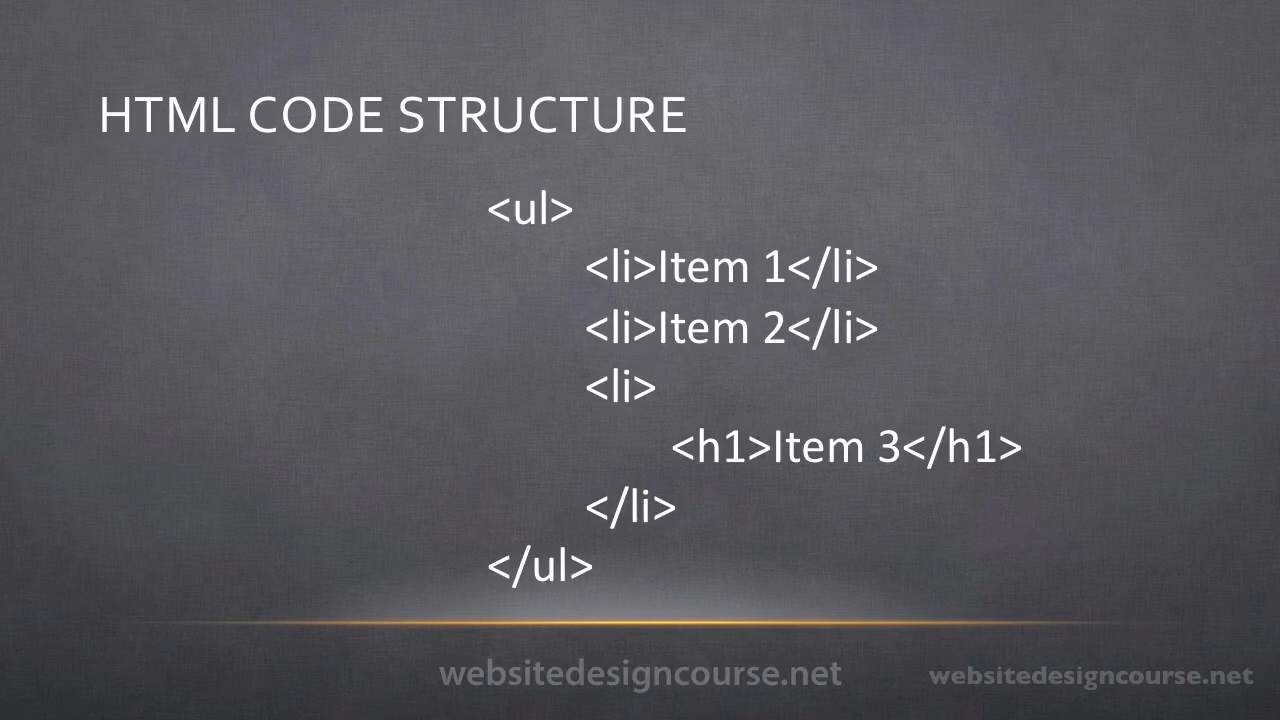 HTML CODE STRUCTURE
<ul>
<li>Item 1</li>
<li>Item 2</li>
<li>
<h1>Item 3</h1>
</li>
</ul>
websitedesigncourse.net
websitedesigncourse.net